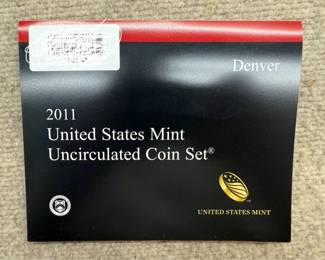 Denver
2011
United States Mint
Uncirculated Coin Set®
UNITED STATES MINT